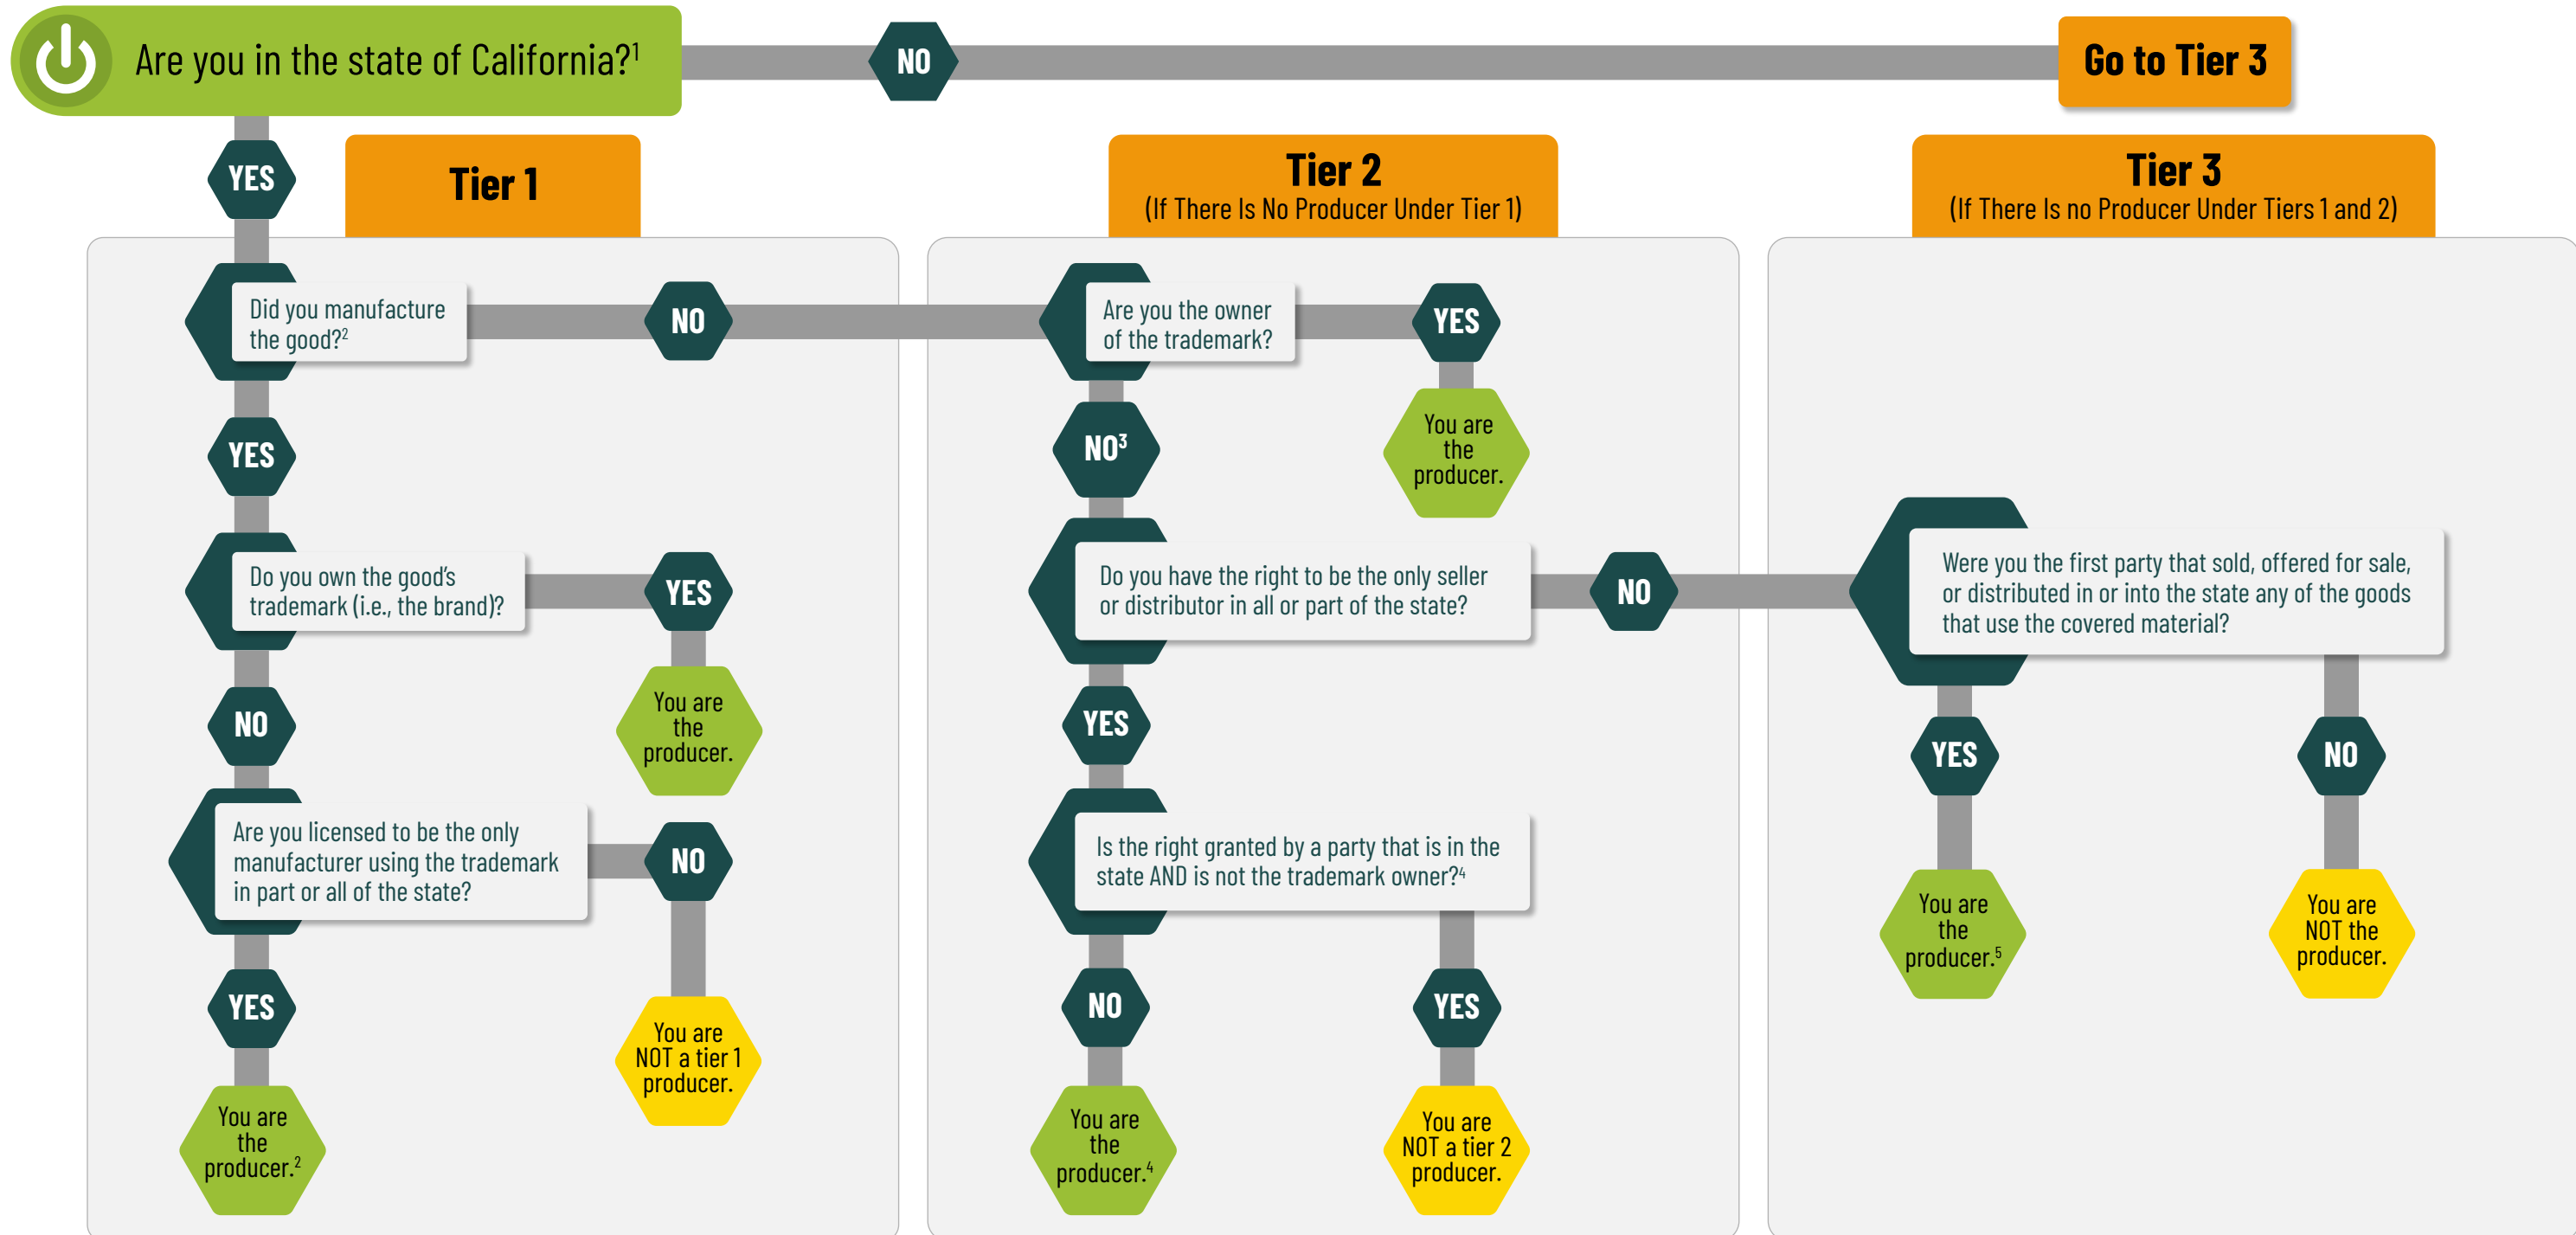 Are you in the state of California?¹
NO
Go to Tier 3
YES
Tier 1
Did you manufacture
the good?²
NO
YES
Do you own the good's
trademark (i.e., the brand)?
YES
You are
the
producer.
NO
Are you licensed to be the only
manufacturer using the trademark
in part or all of the state?
NO
You are
NOT a tier 1
producer.
YES
You are
the
producer.²
Tier 2
(If There Is No Producer Under Tier 1)
Are you the owner
of the trademark?
YES
You are
the
producer.
NO³
Do you have the right to be the only seller
or distributor in all or part of the state?
NO
YES
Is the right granted by a party that is in the
state AND is not the trademark owner?⁴
NO
You are
the
producer.⁴
YES
You are
NOT a tier 2
producer.
Tier 3
(If There Is no Producer Under Tiers 1 and 2)
Were you the first party that sold, offered for sale,
or distributed in or into the state any of the goods
that use the covered material?
YES
You are
the
producer.⁵
NO
You are
NOT the
producer.